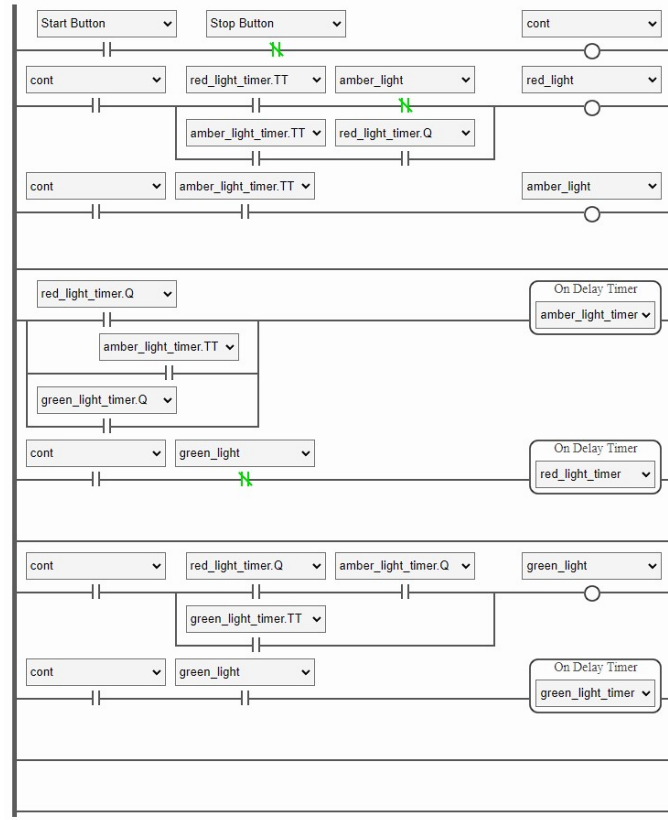 Start Button Stop Button cont
cont red_light_timer.TT amber_light red_light
amber_light_timer.TT red_light_timer.Q
cont amber_light_timer.TT amber_light
On Delay Timer
red_light_timer.Q amber_light_timer
amber_light_timer.TT
green_light_timer.Q
On Delay Timer
cont green_light red_light_timer
cont red_light_timer.Q amber_light_timer.Q green_light
green_light_timer.TT
On Delay Timer
cont green_light green_light_timer